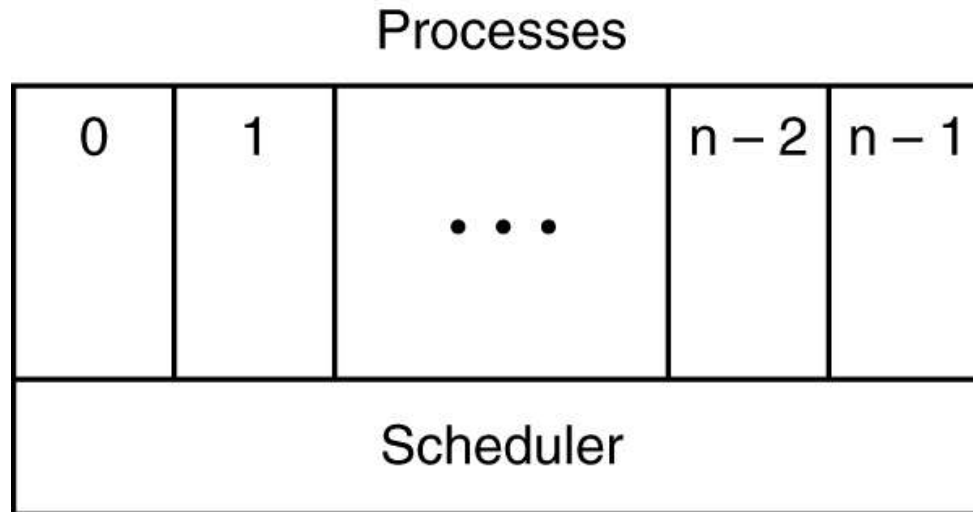 Processes
0 1 n – 2 n – 1
• • •
Scheduler